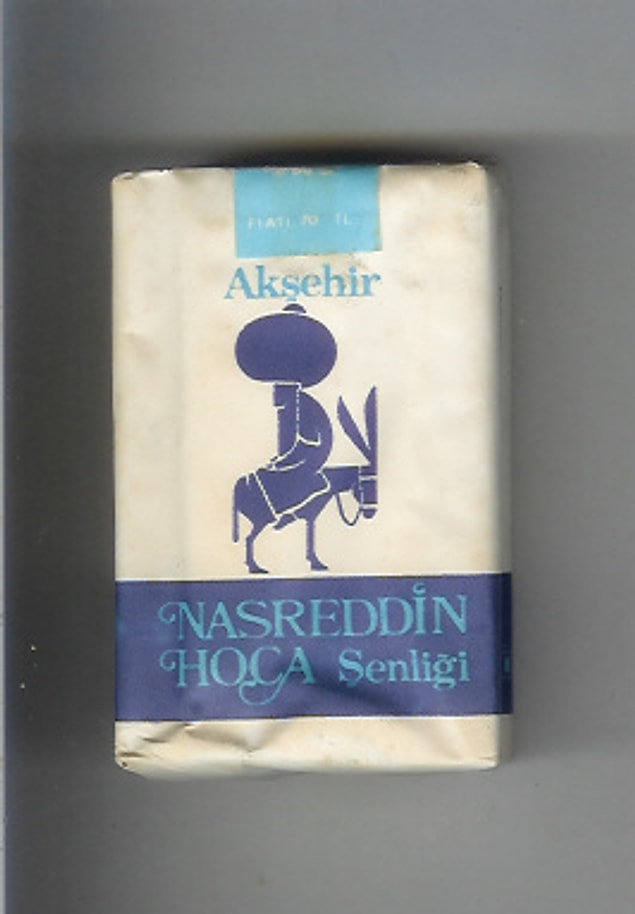 FİATI 70 TL.
Akşehir
NASREDDİN
HOCA Şenliği